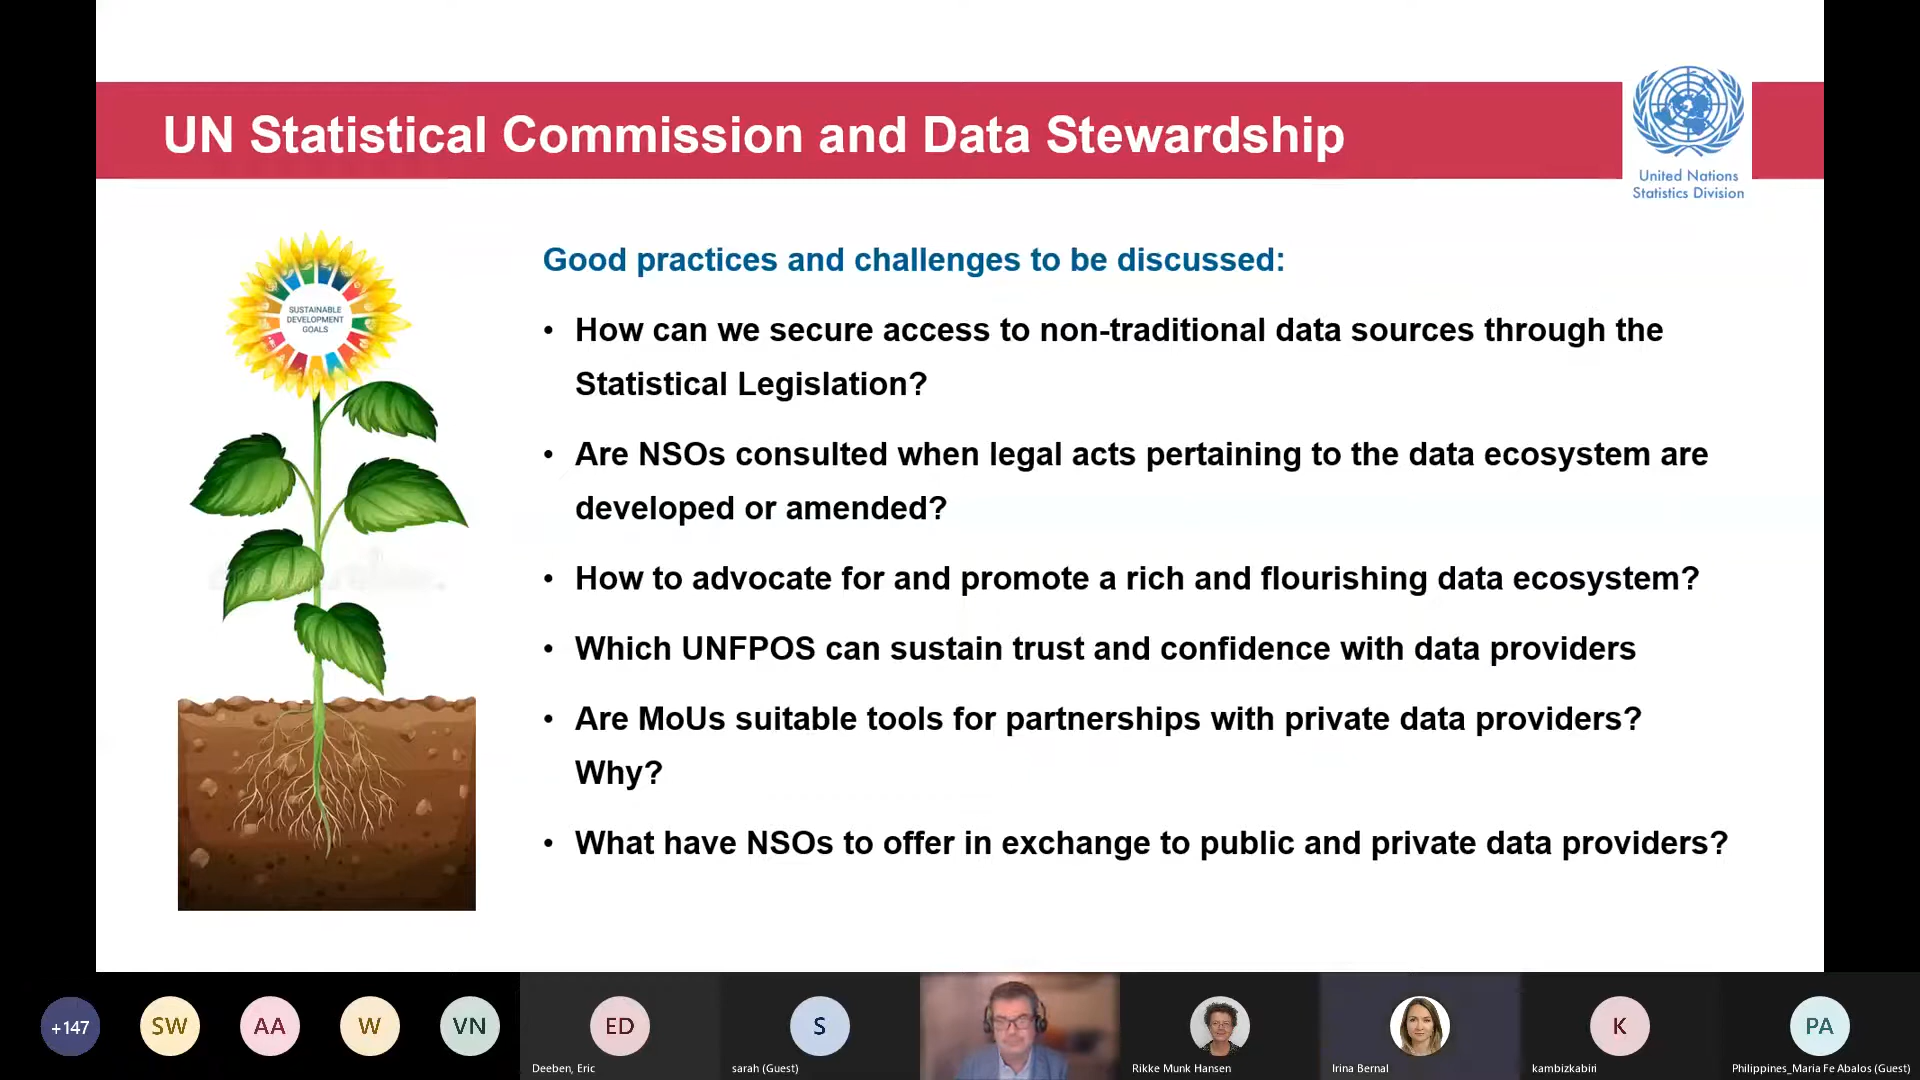 UN Statistical Commission and Data Stewardship
United Nations
Statistics Division
SUSTAINABLE
DEVELOPMENT
GOALS
Good practices and challenges to be discussed:
• How can we secure access to non-traditional data sources through the
Statistical Legislation?
• Are NSOs consulted when legal acts pertaining to the data ecosystem are
developed or amended?
• How to advocate for and promote a rich and flourishing data ecosystem?
• Which UNFPOS can sustain trust and confidence with data providers
• Are MoUs suitable tools for partnerships with private data providers?
Why?
• What have NSOs to offer in exchange to public and private data providers?
+147
SW
AA
W
VN
ED
Deeben, Eric
S
sarah (Guest)
Rikke Munk Hansen
Irina Bernal
K
kambizkabiri
PA
Philippines_Maria Fe Abalos (Guest)